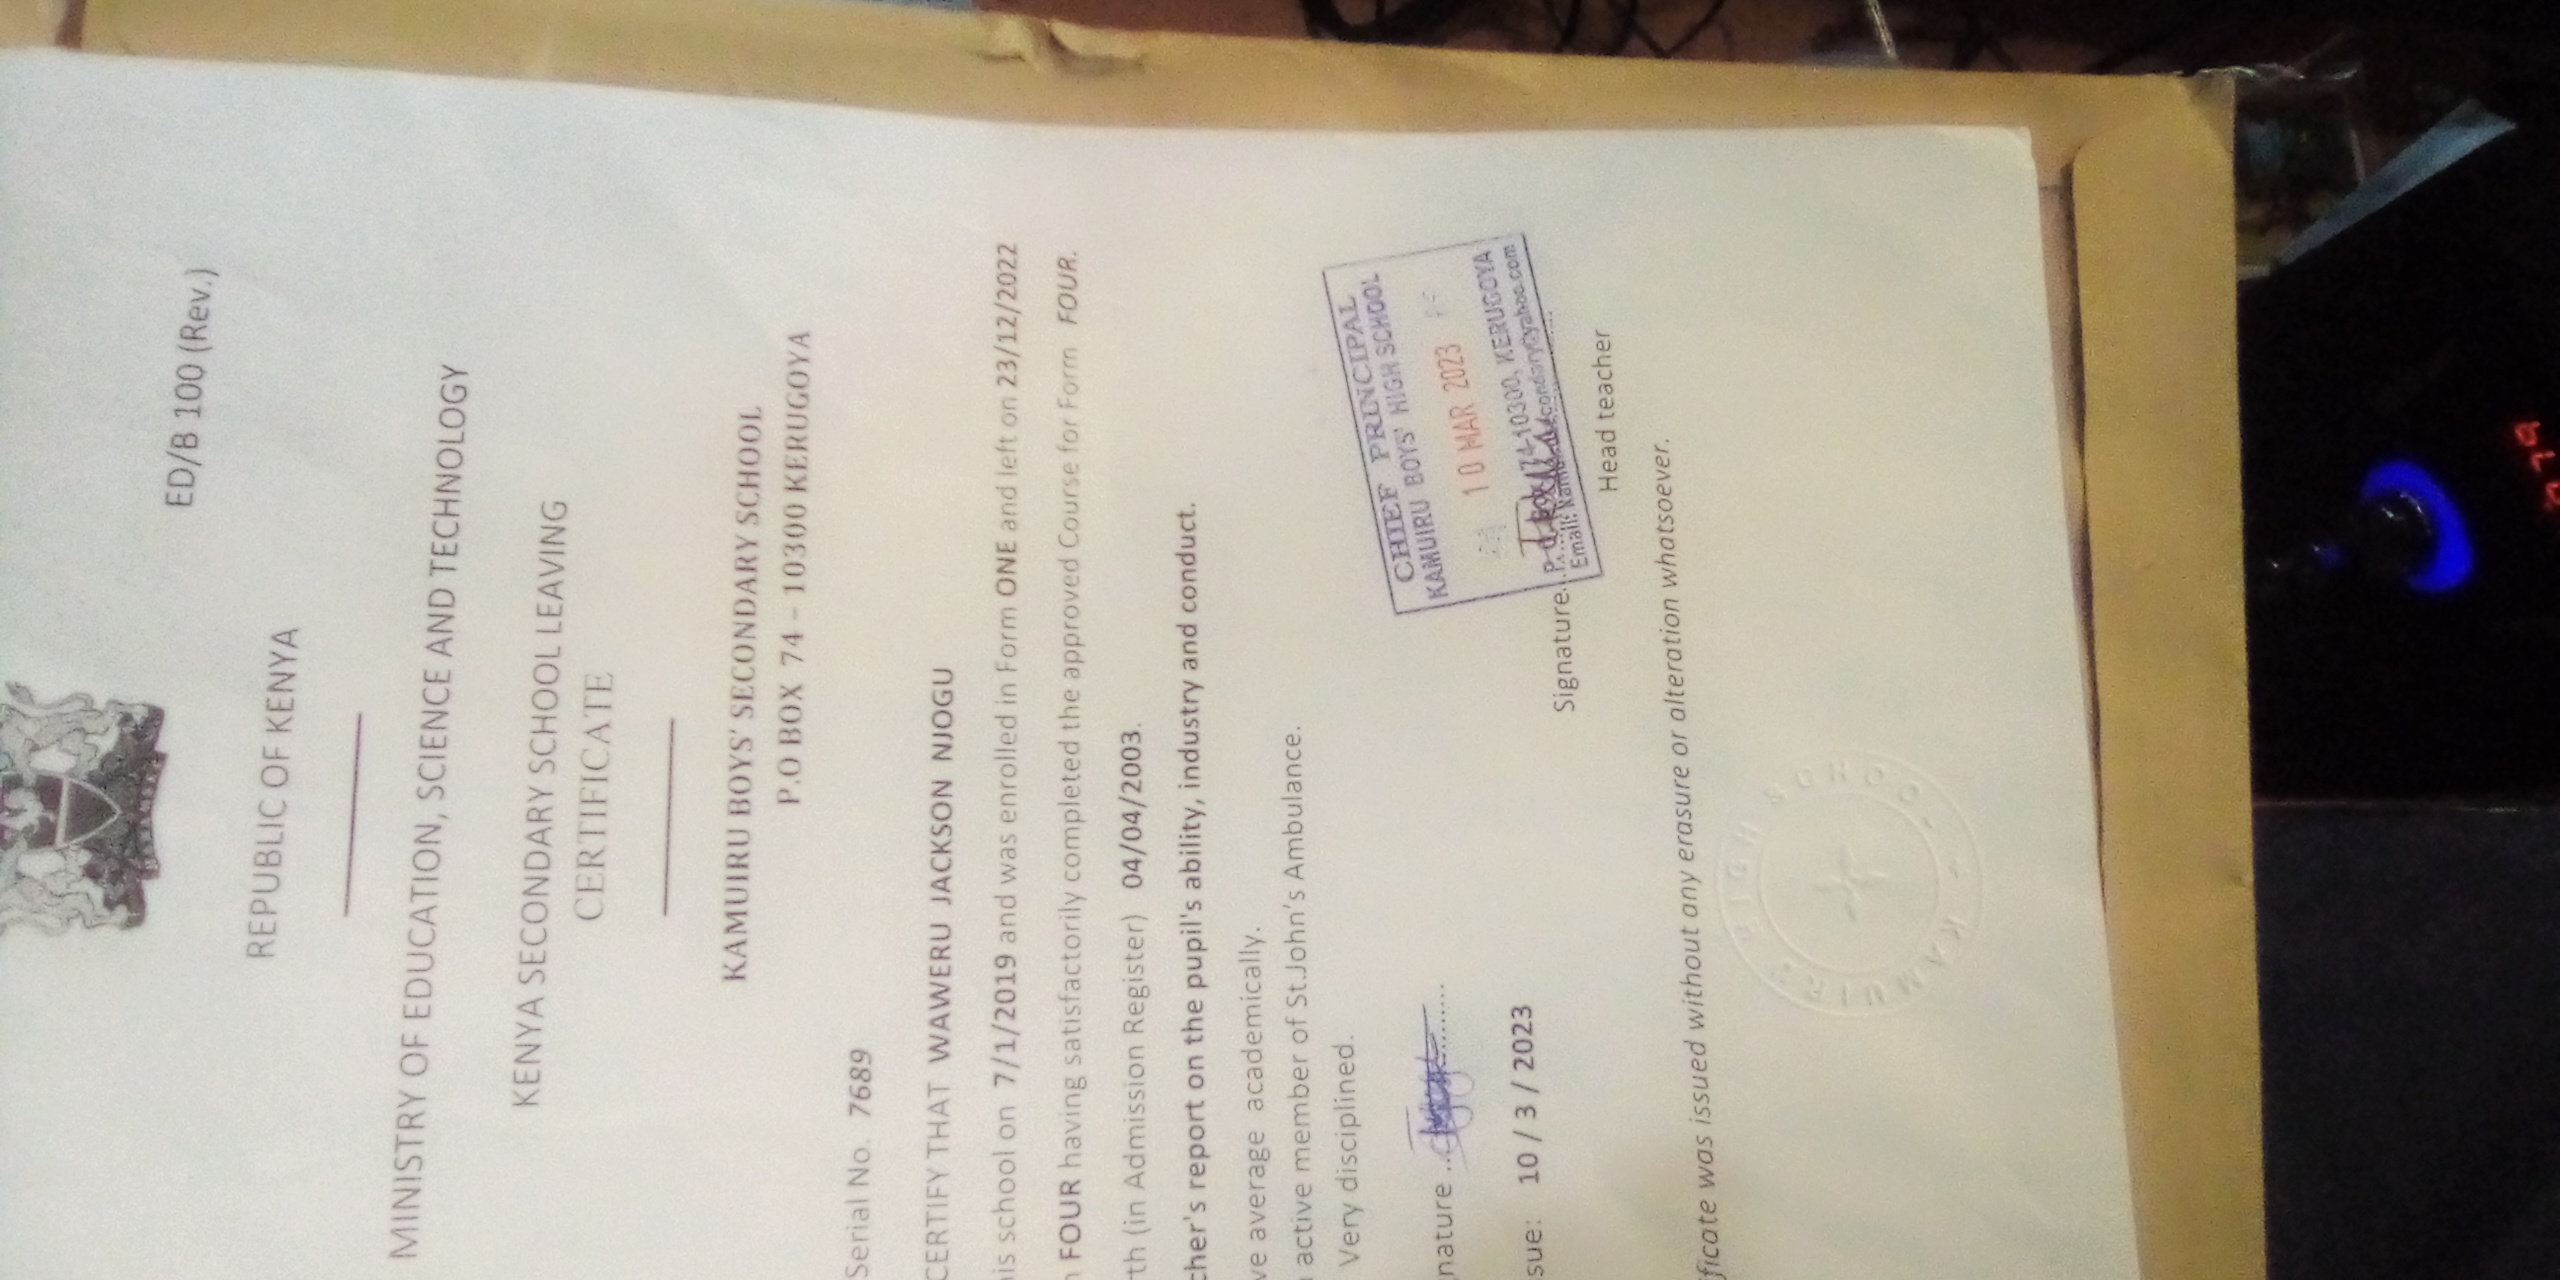 ED/B 100 (Rev.)
REPUBLIC OF KENYA
MINISTRY OF EDUCATION, SCIENCE AND TECHNOLOGY
KENYA SECONDARY SCHOOL LEAVING
CERTIFICATE
KAMUIRU BOYS' SECONDARY SCHOOL
P.O BOX 74 - 10300 KERUGOYA
Serial No. 7689
CERTIFY THAT WAWERU JACKSON NJOGU
is school on 7/1/2019 and was enrolled in Form ONE and left on 23/12/2022
FOUR having satisfactorily completed the approved Course for Form FOUR.
th (in Admission Register) 04/04/2003.
cher's report on the pupil's ability, industry and conduct.
ve average academically.
active member of St.John's Ambulance.
Very disciplined.
CHIEF PRINCIPAL
KAMUIRU BOYS' HIGH SCHOOL
10 MAR 2023
74-10300, KERUGOYA
Email:
nature
Signature
Head teacher
sue: 10 / 3 / 2023
ficate was issued without any erasure or alteration whatsoever.
KAMUIRU HIGH SCHOOL